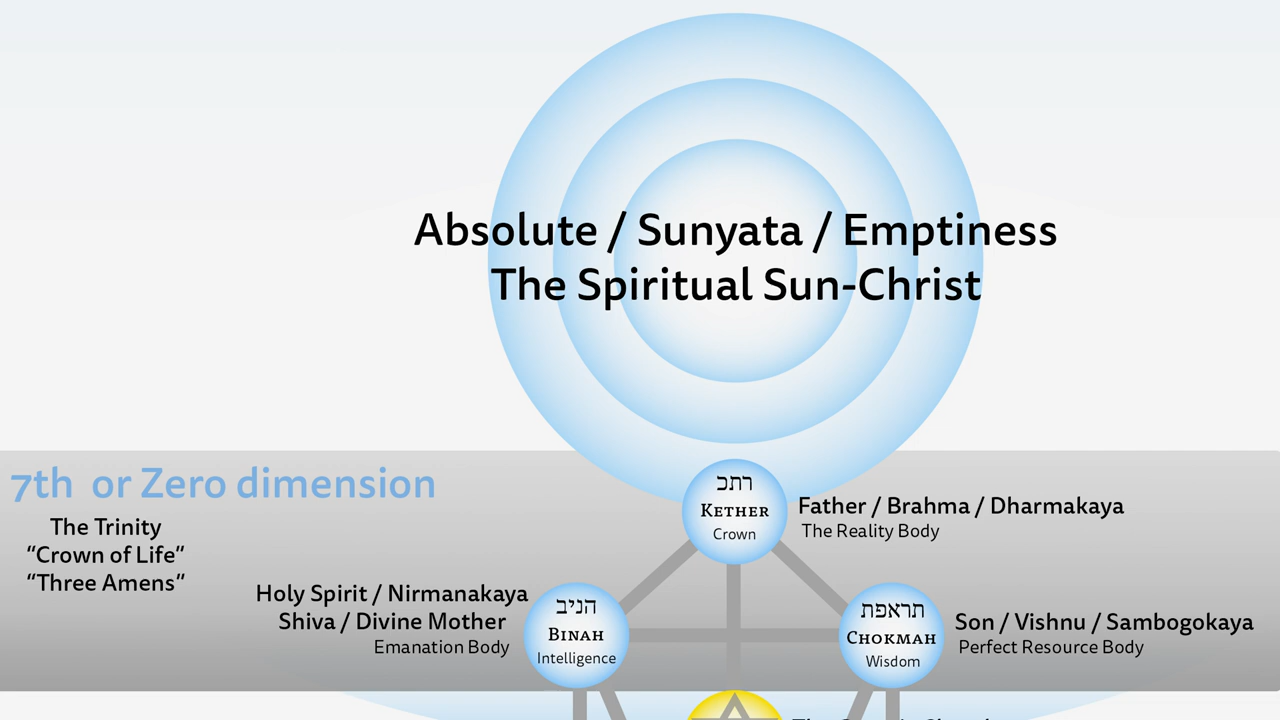 Absolute / Sunyata / Emptiness
The Spiritual Sun-Christ
7th or Zero dimension
The Trinity
"Crown of Life"
"Three Amens"
רתכ
Kether
Crown
Father / Brahma / Dharmakaya
The Reality Body
Holy Spirit / Nirmanakaya
Shiva / Divine Mother
Emanation Body
הניב
Binah
Intelligence
תראפת
Chokmah
Wisdom
Son / Vishnu / Sambogokaya
Perfect Resource Body